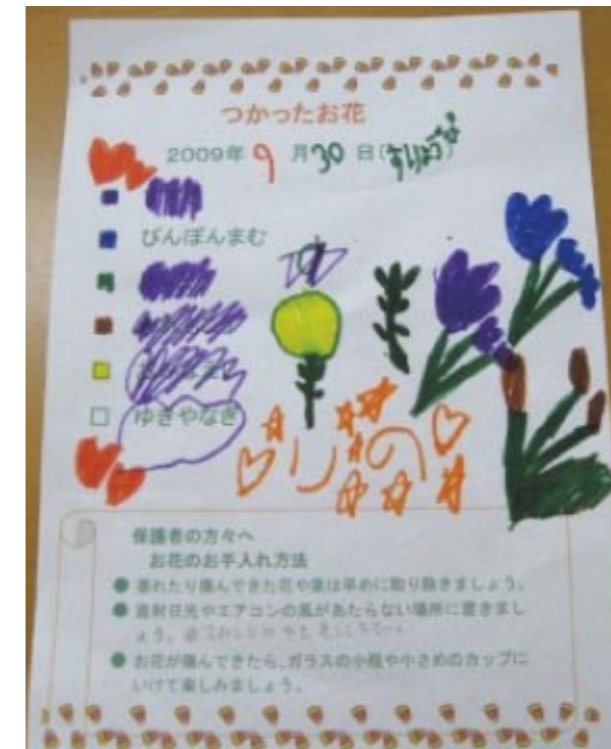 つかったお花
2009年 9 月 30 日(
ぴんぽんまむ
ゆきやなぎ
りの
保護者の方々へ
お花のお手入れ方法
● 萎れたり傷んできた花や葉は早めに取り除きましょう。
● 直射日光やエアコンの風があたらない場所に置きまし
ょう。
● お花が傷んできたら、ガラスの小瓶や小さめのカップに
いけて楽しみましょう。